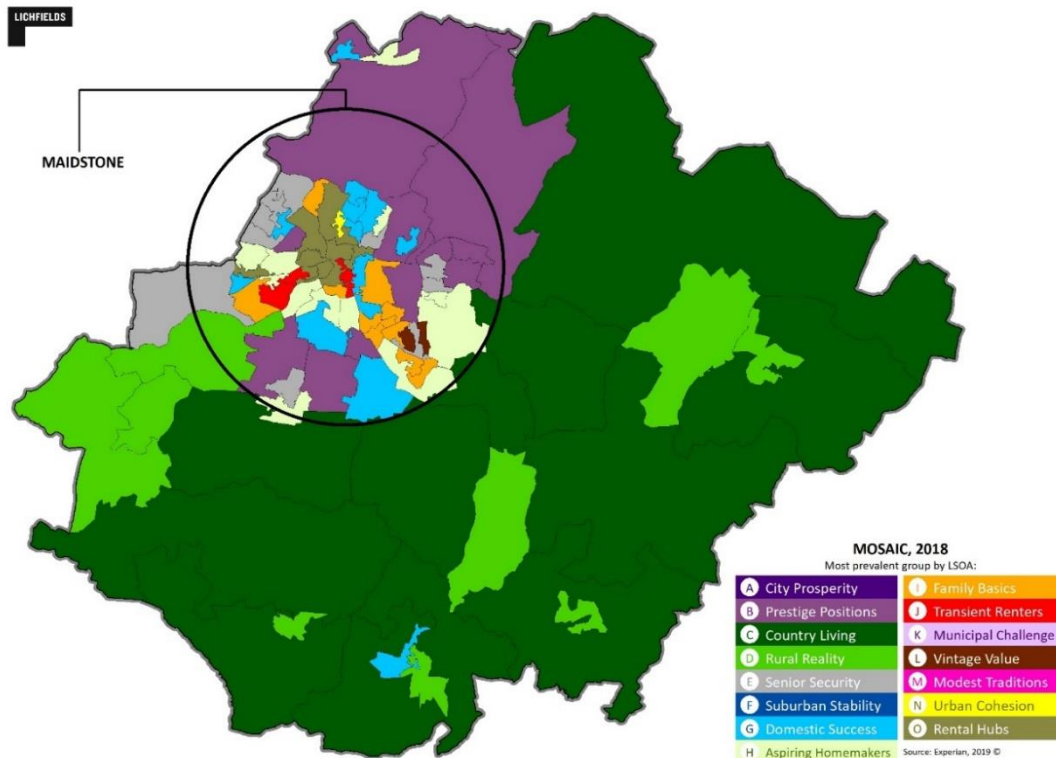 LICHFIELDS
MAIDSTONE
MOSAIC, 2018
Most prevalent group by LSOA:
A City Prosperity
B Prestige Positions
C Country Living
D Rural Reality
E Senior Security
F Suburban Stability
G Domestic Success
H Aspiring Homemakers
I Family Basics
J Transient Renters
K Municipal Challenge
L Vintage Value
M Modest Traditions
N Urban Cohesion
O Rental Hubs
Source: Experian, 2019 ©